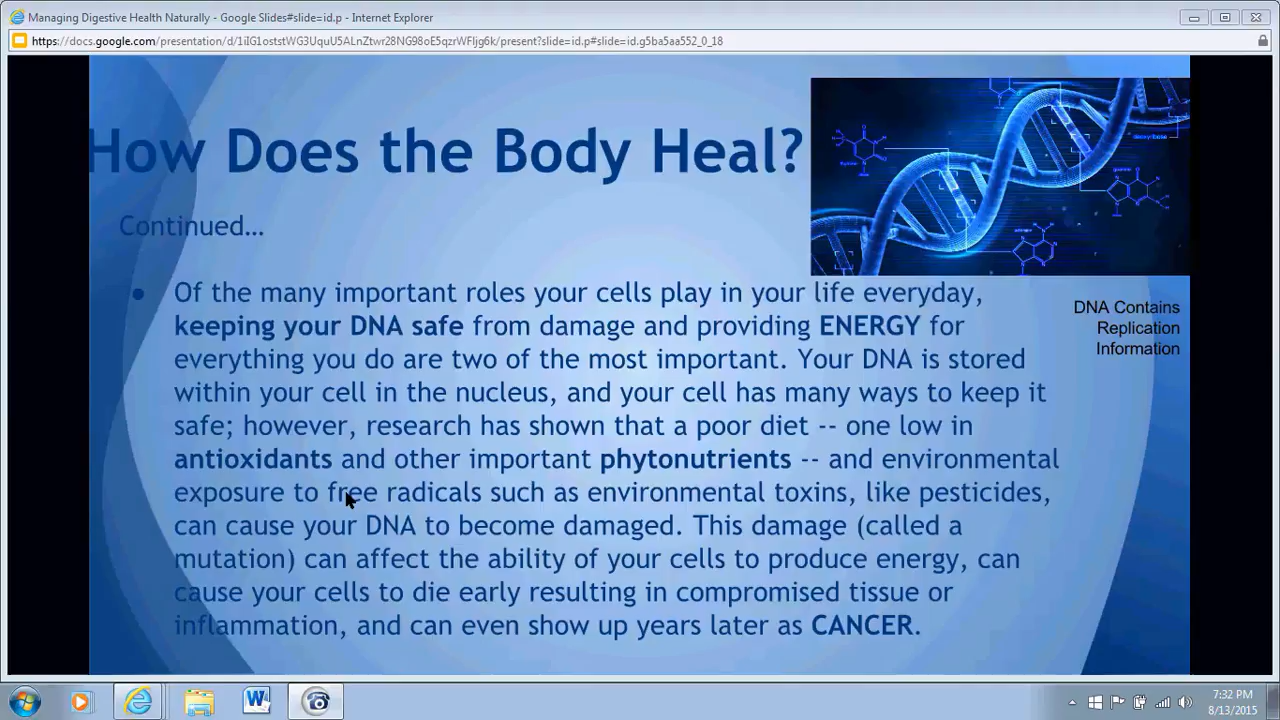 Managing Digestive Health Naturally - Google Slides#slide=id.p - Internet Explorer
https://docs.google.com/presentation/d/1iIG1oststWG3UquU5ALnZtwr28NG98oE5qzrWFIjg6k/present?slide=id.p#slide=id.g5ba5aa552_0_18
How Does the Body Heal?
Continued...
DNA Contains
Replication
Information
● Of the many important roles your cells play in your life everyday,
keeping your DNA safe from damage and providing ENERGY for
everything you do are two of the most important. Your DNA is stored
within your cell in the nucleus, and your cell has many ways to keep it
safe; however, research has shown that a poor diet -- one low in
antioxidants and other important phytonutrients -- and environmental
exposure to free radicals such as environmental toxins, like pesticides,
can cause your DNA to become damaged. This damage (called a
mutation) can affect the ability of your cells to produce energy, can
cause your cells to die early resulting in compromised tissue or
inflammation, and can even show up years later as CANCER.
7:32 PM
8/13/2015